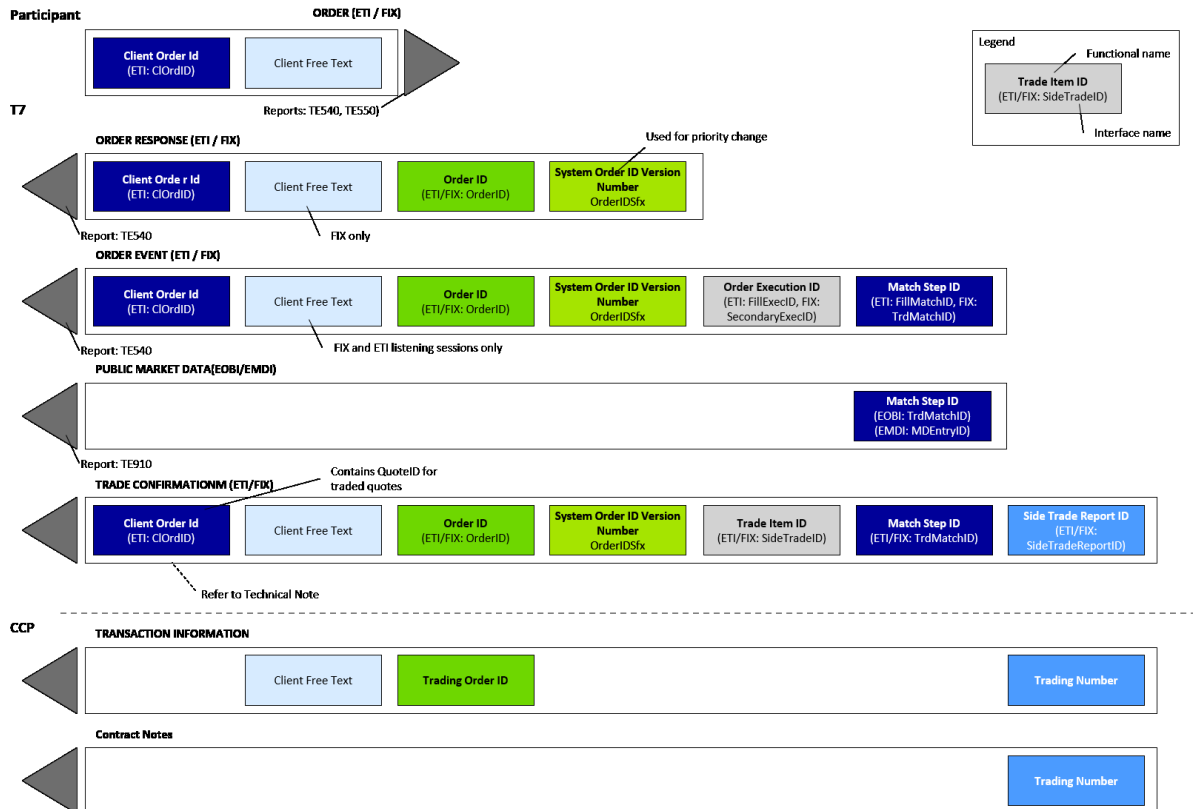 Participant
ORDER (ETI / FIX)
Client Order Id
(ETI: ClOrdID)
Client Free Text
Reports: TE540, TE550)
Legend
Functional name
Trade Item ID
(ETI/FIX: SideTradeID)
Interface name
T7
ORDER RESPONSE (ETI / FIX)
Used for priority change
Client Orde r Id
(ETI: ClOrdID)
Client Free Text
Order ID
(ETI/FIX: OrderID)
System Order ID Version
Number
OrderIDSfx
Report: TE540
FIX only
ORDER EVENT (ETI / FIX)
Client Order Id
(ETI: ClOrdID)
Client Free Text
Order ID
(ETI/FIX: OrderID)
System Order ID Version
Number
OrderIDSfx
Order Execution ID
(ETI: FillExecID, FIX:
SecondaryExecID)
Match Step ID
(ETI: FillMatchID, FIX:
TrdMatchID)
Report: TE540
FIX and ETI listening sessions only
PUBLIC MARKET DATA(EOBI/EMDI)
Match Step ID
(EOBI: TrdMatchID)
(EMDI: MDEntryID)
Report: TE910
Contains QuoteID for
traded quotes
TRADE CONFIRMATIONM (ETI/FIX)
Client Order Id
(ETI: ClOrdID)
Client Free Text
Order ID
(ETI/FIX: OrderID)
System Order ID Version
Number
OrderIDSfx
Trade Item ID
(ETI/FIX: SideTradeID)
Match Step ID
(ETI/FIX: TrdMatchID)
Side Trade Report ID
(ETI/FIX:
SideTradeReportID)
Refer to Technical Note
CCP
TRANSACTION INFORMATION
Client Free Text
Trading Order ID
Trading Number
Contract Notes
Trading Number